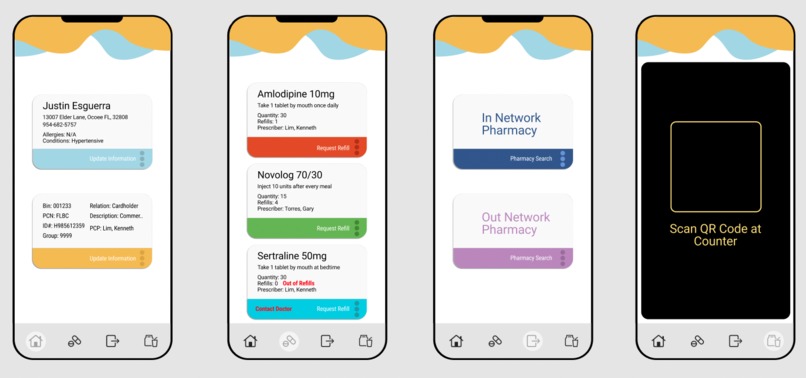 Justin Esguerra
13007 Elder Lane, Ocoee FL, 32808
954-682-5757
Allergies: N/A
Conditions: Hypertensive
Update Information
Bin: 001233
Relation: Cardholder
PCN: FLBC
Description: Commer..
ID#: H985612359
PCP: Lim, Kenneth
Group: 9999
Update Information
Amlodipine 10mg
Take 1 tablet by mouth once daily
Quantity: 30
Refills: 1
Prescriber: Lim, Kenneth
Request Refill
Novolog 70/30
Inject 10 units after every meal
Quantity: 15
Refills: 4
Prescriber: Torres, Gary
Request Refill
Sertraline 50mg
Take 1 tablet by mouth at bedtime
Quantity: 30
Refills: 0 Out of Refills
Prescriber: Lim, Kenneth
Contact Doctor
Request Refill
In Network
Pharmacy
Pharmacy Search
Out Network
Pharmacy
Pharmacy Search
Scan QR Code at
Counter